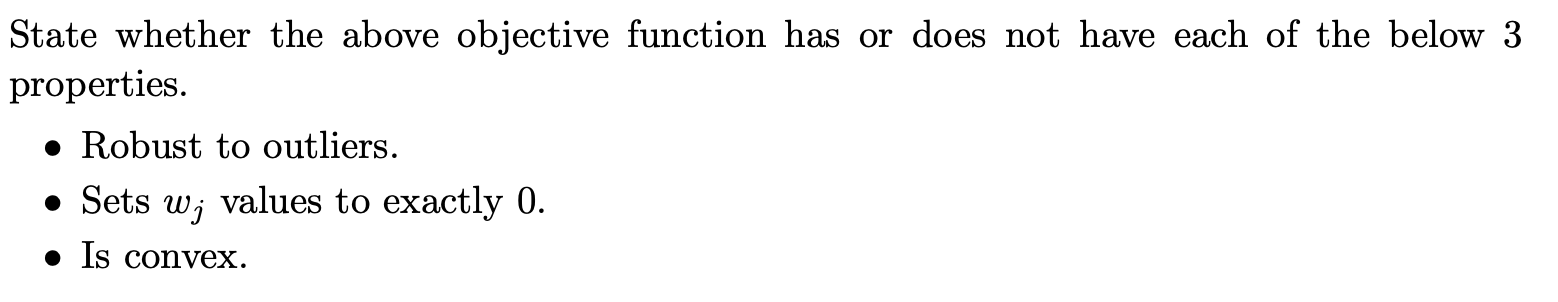 State whether the above objective function has or does not have each of the below 3
properties.
• Robust to outliers.
• Sets $w_j$ values to exactly 0.
• Is convex.